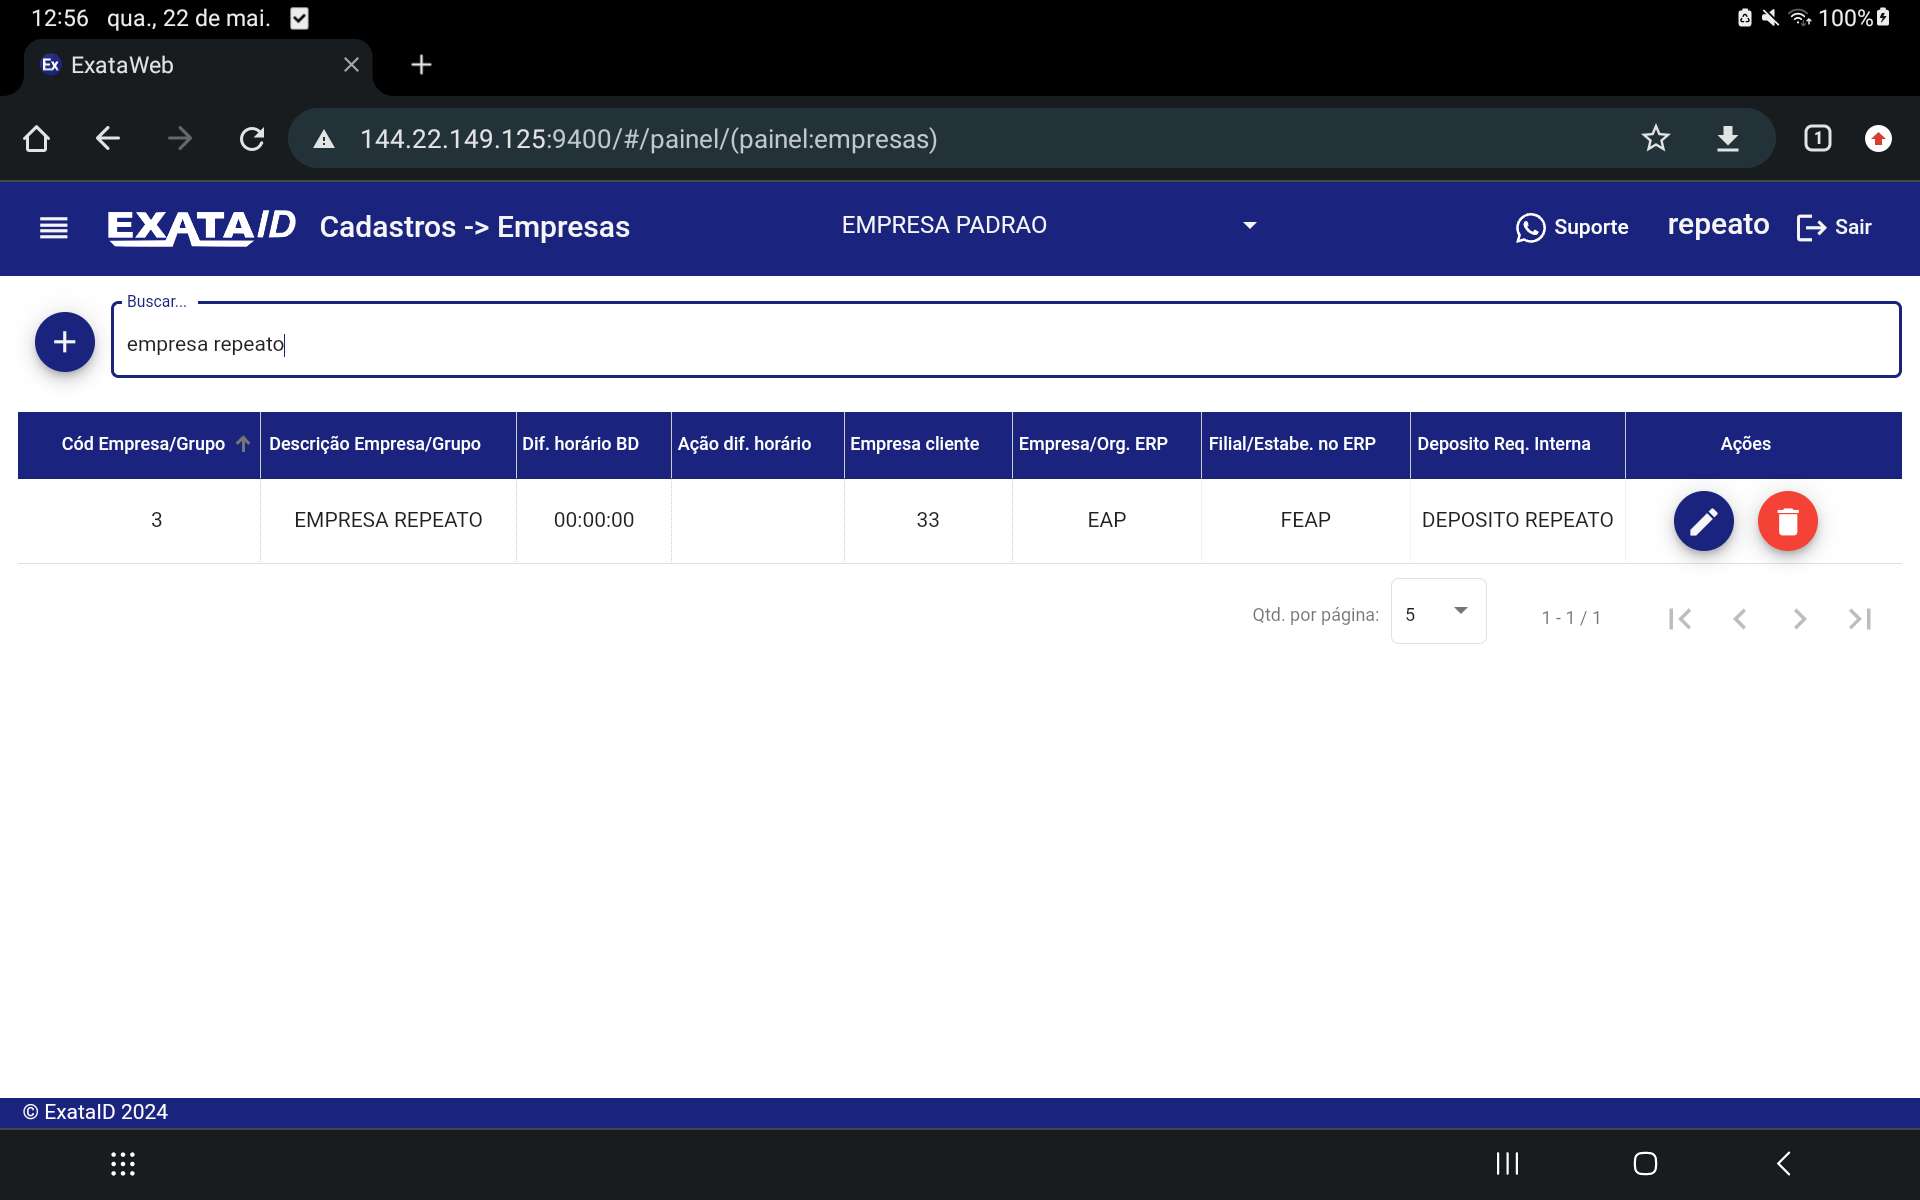 12:56 qua., 22 de mai. 100%
Ex ExataWeb
144.22.149.125:9400/#/painel/(painel:empresas) 1
EXATAID Cadastros -> Empresas EMPRESA PADRAO Suporte repeato Sair
Buscar...
empresa repeato
Cód Empresa/Grupo Descrição Empresa/Grupo Dif. horário BD Ação dif. horário Empresa cliente Empresa/Org. ERP Filial/Estabe. no ERP Deposito Req. Interna Ações
3 EMPRESA REPEATO 00:00:00 33 EAP FEAP DEPOSITO REPEATO
Qtd. por página: 5 1 - 1 / 1
© ExataID 2024